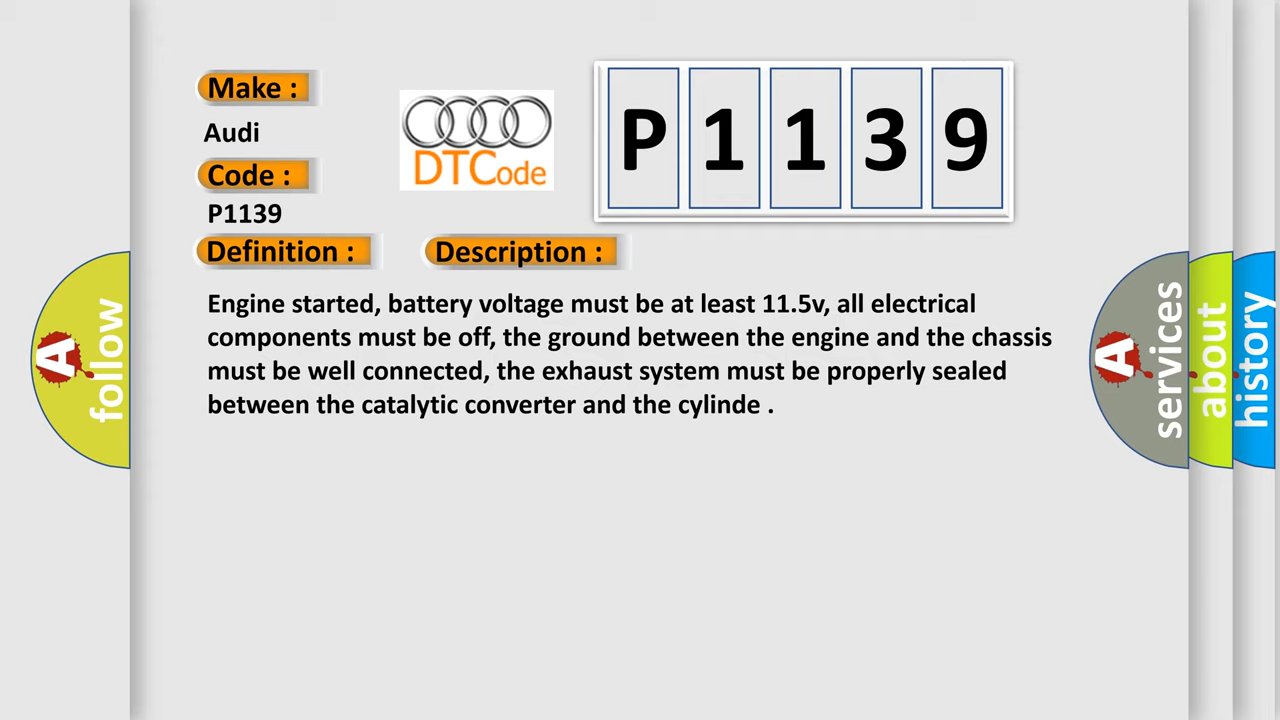 Make :
Audi
Code :
P1139
DTCode
P 1 1 3 9
Definition :
Description :
Engine started, battery voltage must be at least 11.5v, all electrical
components must be off, the ground between the engine and the chassis
must be well connected, the exhaust system must be properly sealed
between the catalytic converter and the cylinde .
A follow
A services
about
history